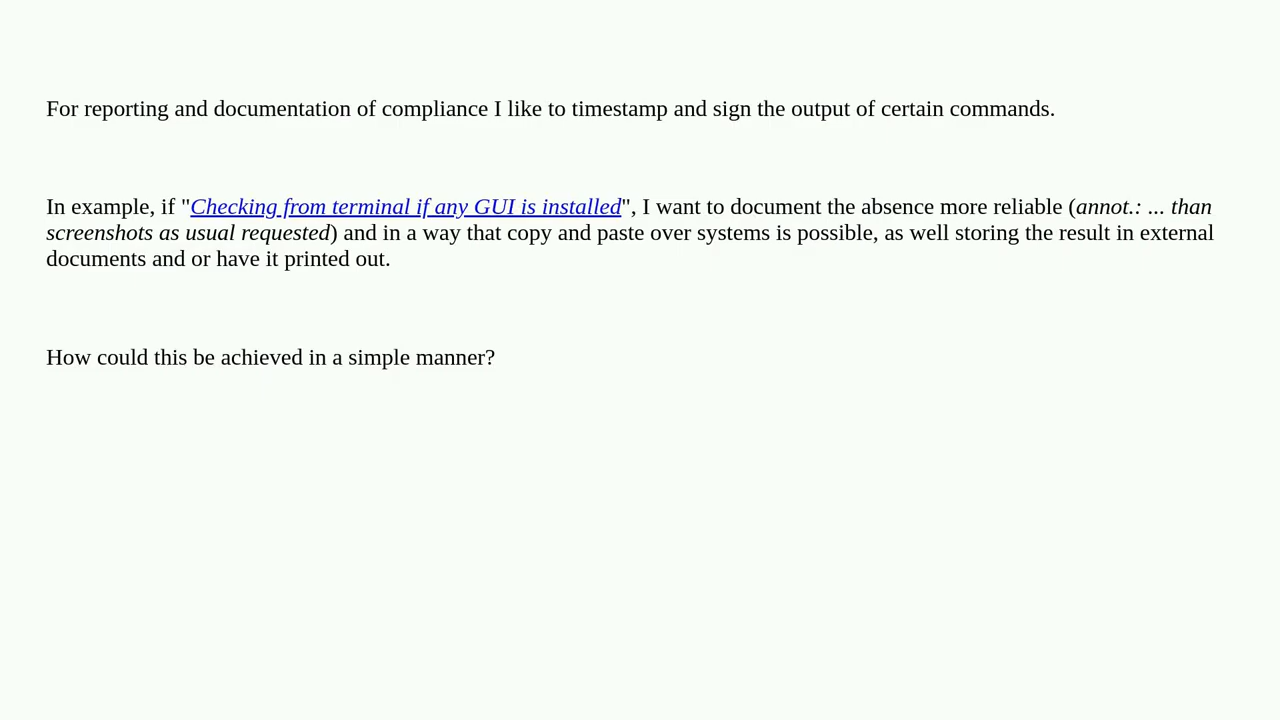 For reporting and documentation of compliance I like to timestamp and sign the output of certain commands.
In example, if "Checking from terminal if any GUI is installed", I want to document the absence more reliable (annot.: ... than
screenshots as usual requested) and in a way that copy and paste over systems is possible, as well storing the result in external
documents and or have it printed out.
How could this be achieved in a simple manner?